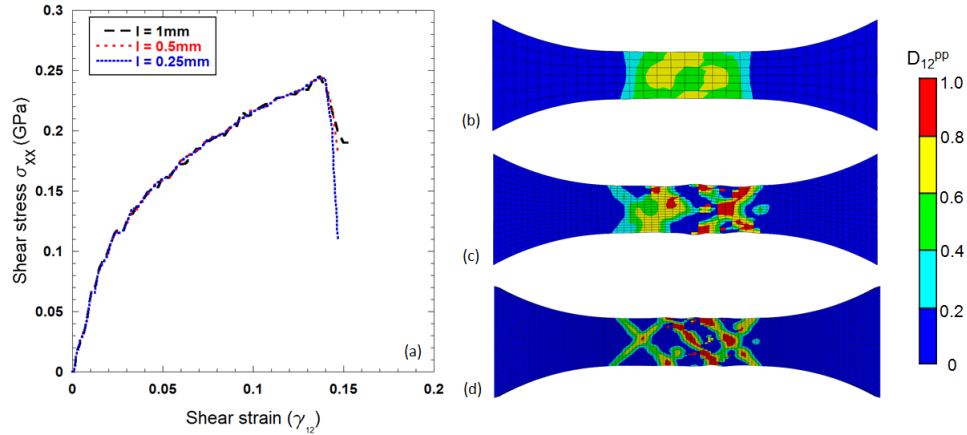 l = 1mm
l = 0.5mm
l = 0.25mm
0.3
0.25
0.2
0.15
0.1
0.05
0
0
0.05
0.1
0.15
0.2
Shear stress σXX (GPa)
Shear strain (γ12)
(a)
(b)
(c)
(d)
D12pp
1.0
0.8
0.6
0.4
0.2
0